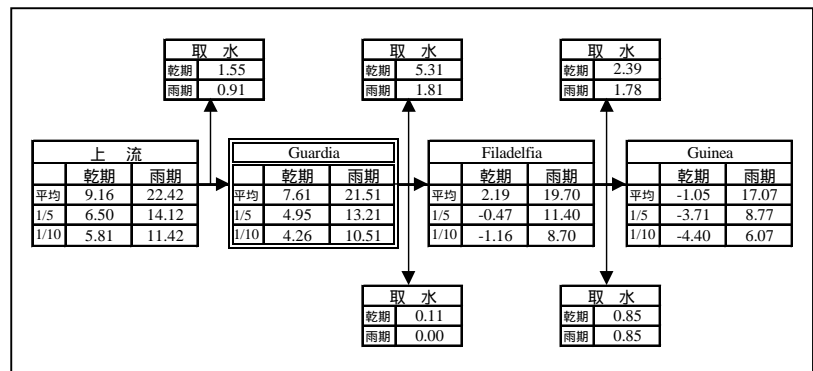 取 水
乾期 1.55
雨期 0.91
取 水
乾期 5.31
雨期 1.81
取 水
乾期 2.39
雨期 1.78
上 流
乾期 雨期
平均 9.16 22.42
1/5 6.50 14.12
1/10 5.81 11.42
Guardia
乾期 雨期
平均 7.61 21.51
1/5 4.95 13.21
1/10 4.26 10.51
Filadelfia
乾期 雨期
平均 2.19 19.70
1/5 -0.47 11.40
1/10 -1.16 8.70
Guinea
乾期 雨期
平均 -1.05 17.07
1/5 -3.71 8.77
1/10 -4.40 6.07
取 水
乾期 0.11
雨期 0.00
取 水
乾期 0.85
雨期 0.85